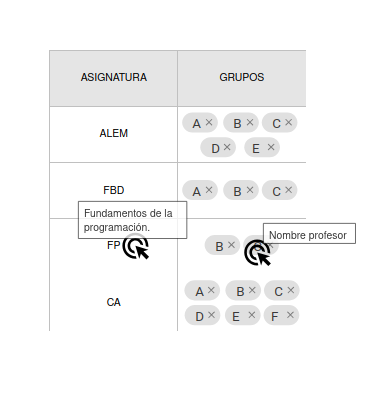 ASIGNATURA GRUPOS
A × B × C ×
ALEM
D × E ×
FBD A × B × C ×
Fundamentos de la
programación.
Nombre profesor
FP B × ×
A × B × C ×
CA
D × E × F ×